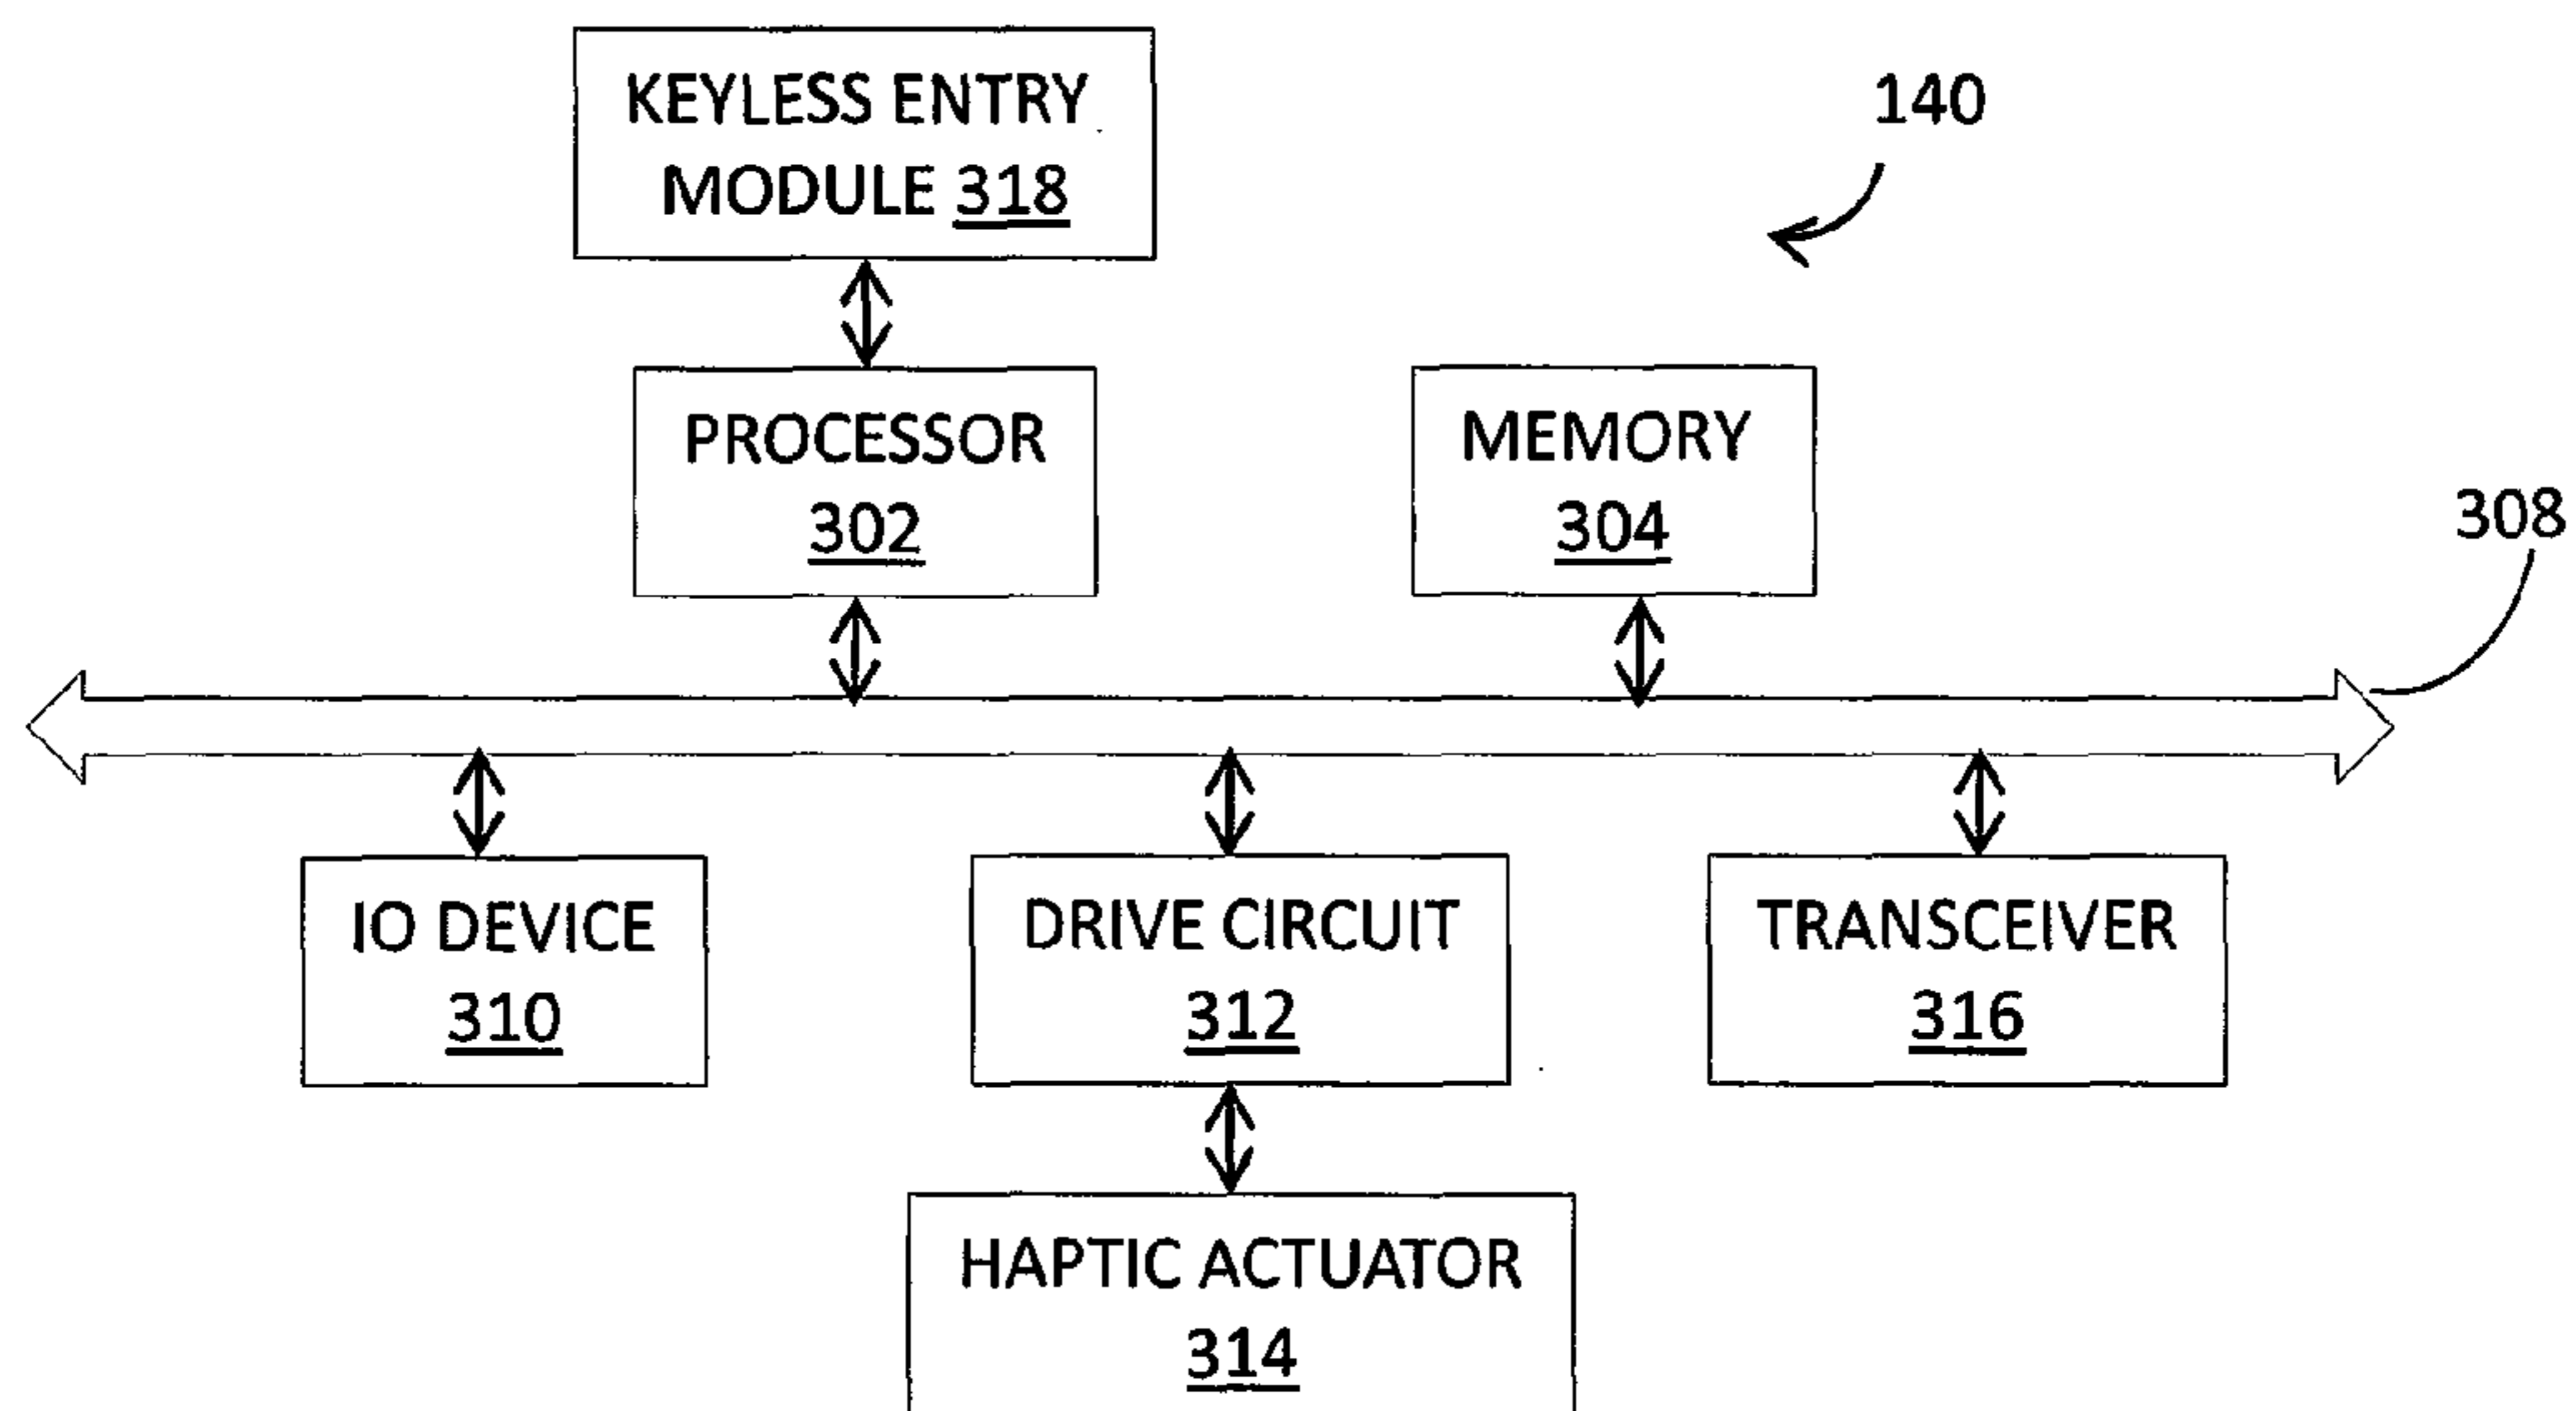 KEYLESS ENTRY
MODULE 318
140
PROCESSOR
302
MEMORY
304
308
IO DEVICE
310
DRIVE CIRCUIT
312
TRANSCEIVER
316
HAPTIC ACTUATOR
314